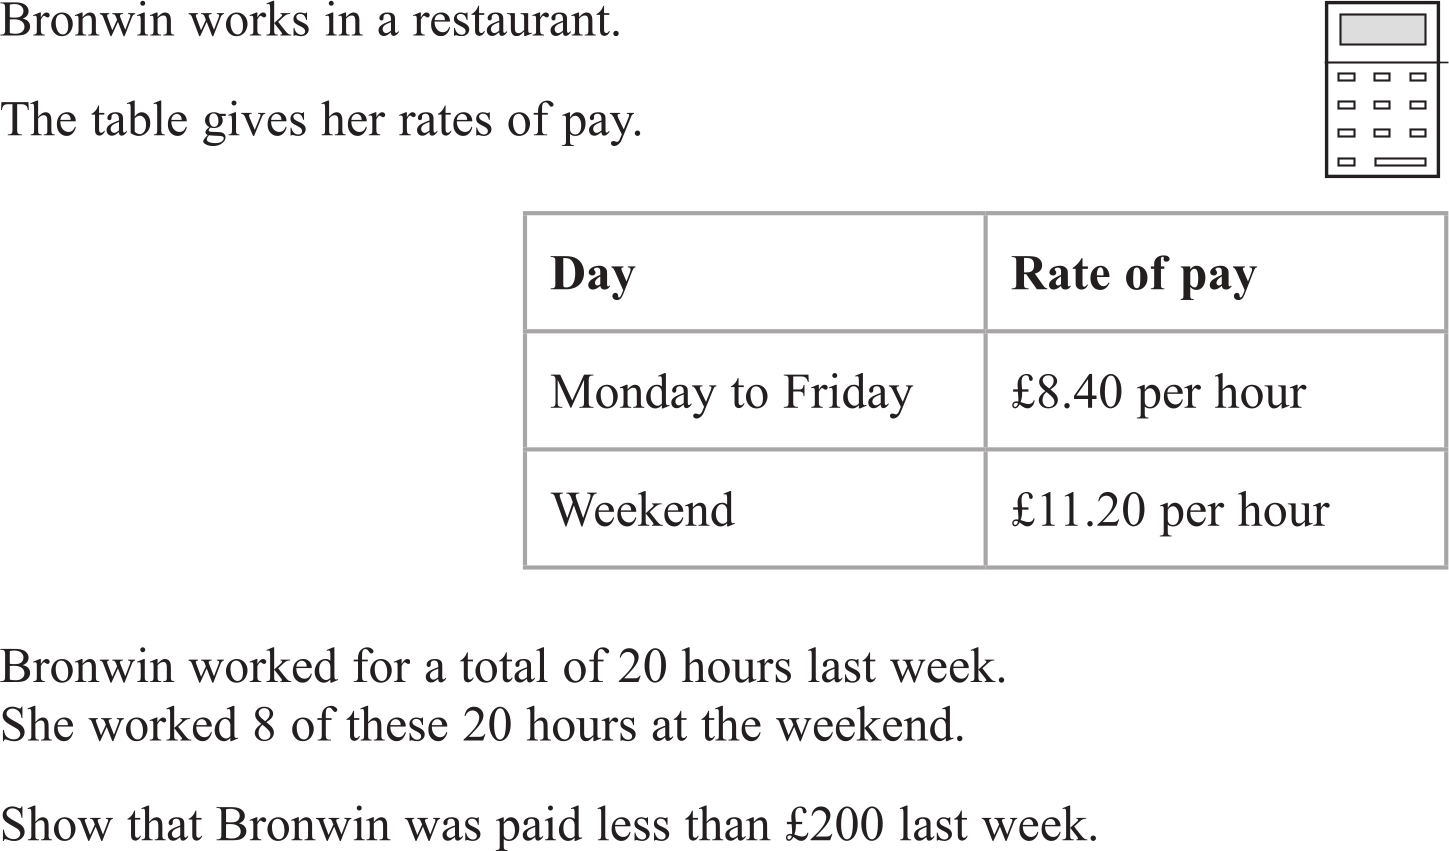 Bronwin works in a restaurant.
The table gives her rates of pay.
Day Rate of pay
Monday to Friday £8.40 per hour
Weekend £11.20 per hour
Bronwin worked for a total of 20 hours last week.
She worked 8 of these 20 hours at the weekend.
Show that Bronwin was paid less than £200 last week.